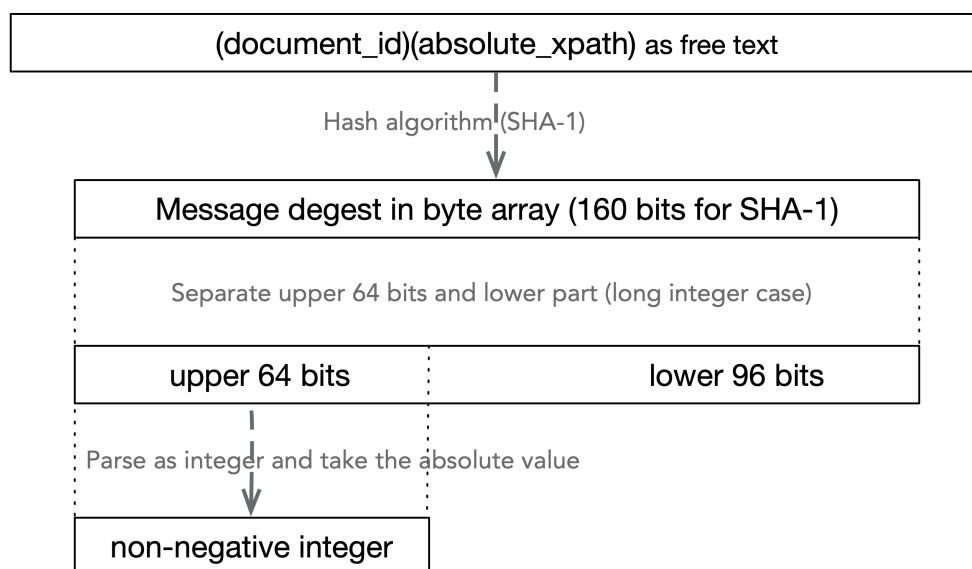 (document_id)(absolute_xpath) as free text
Hash algorithm (SHA-1)
Message degest in byte array (160 bits for SHA-1)
Separate upper 64 bits and lower part (long integer case)
upper 64 bits lower 96 bits
Parse as integer and take the absolute value
non-negative integer